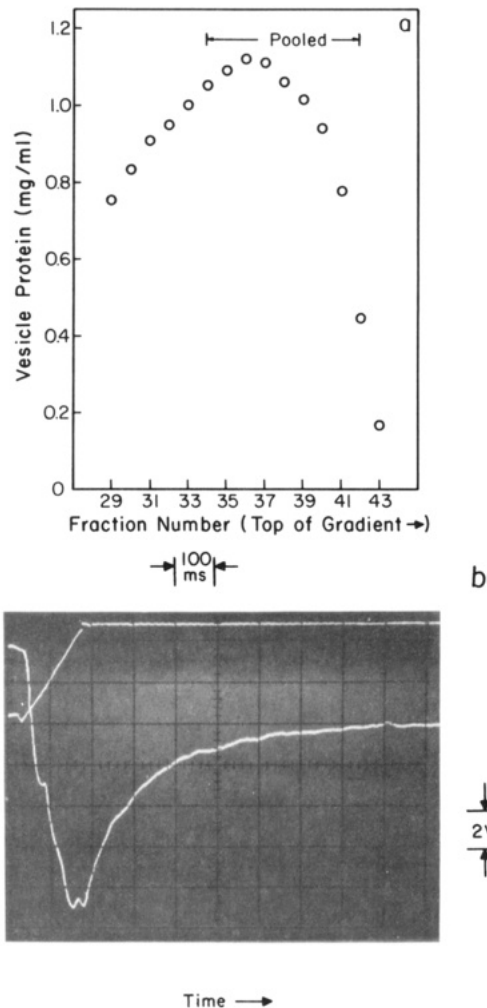 a
Pooled
1.2
1.0
0.8
0.6
0.4
0.2
0
Vesicle Protein (mg/ml)
29 31 33 35 37 39 41 43
Fraction Number (Top of Gradient →)
100
ms
b
2V
Time →